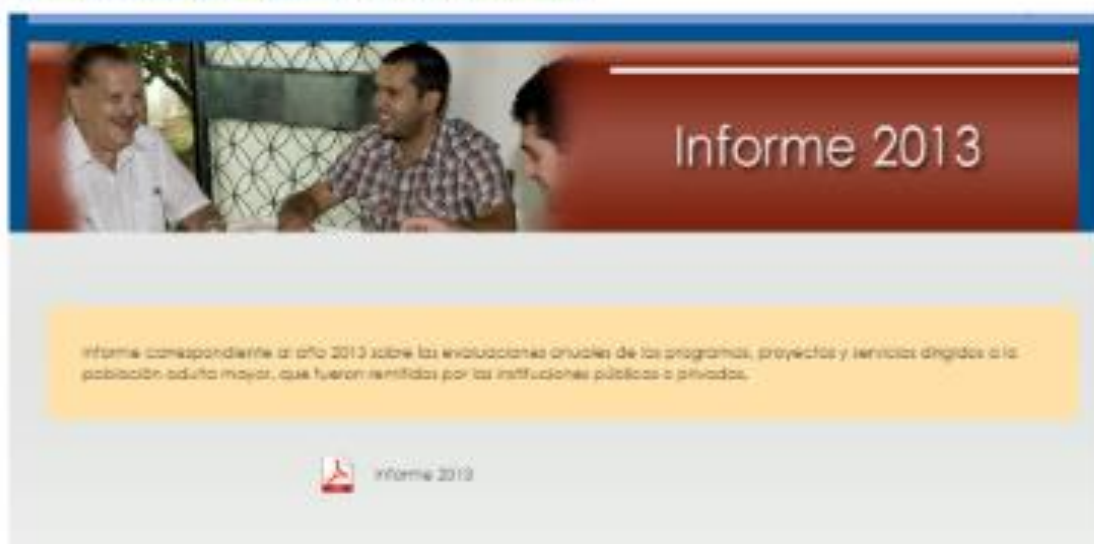 Informe 2013
Informe correspondiente al año 2013 sobre las evaluaciones anuales de los programas, proyectos y servicios dirigidos a la
población adulta mayor, que fueron remitidas por las instituciones públicas o privadas.
Informe 2013